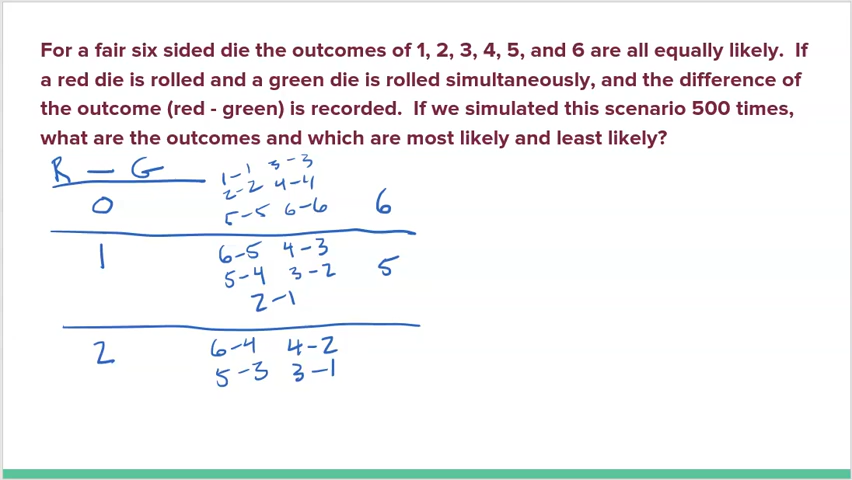 For a fair six sided die the outcomes of 1, 2, 3, 4, 5, and 6 are all equally likely. If
a red die is rolled and a green die is rolled simultaneously, and the difference of
the outcome (red - green) is recorded. If we simulated this scenario 500 times,
what are the outcomes and which are most likely and least likely?
R - G
1-1 3-3
2-2 4-4
0 5-5 6-6 6
6-5 4-3
1 5-4 3-2 5
2-1
2 6-4 4-2
5-3 3-1